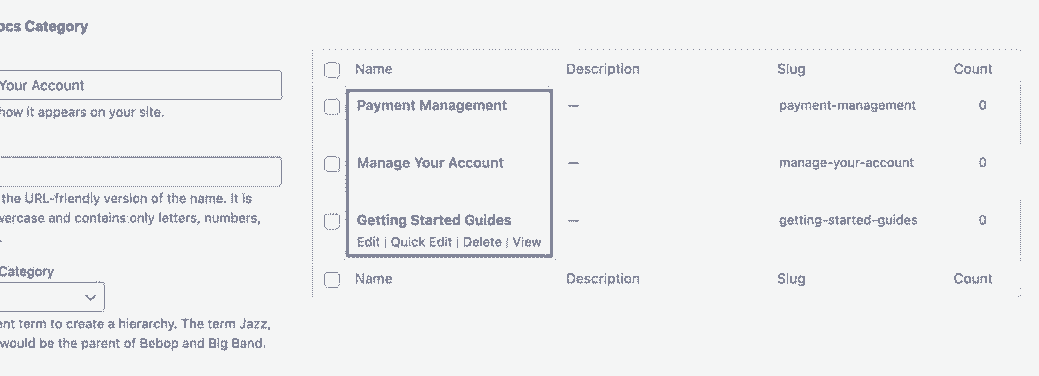 ocs Category
Your Account
how it appears on your site.
the URL-friendly version of the name. It is
wercase and contains only letters, numbers,
.
Category
ent term to create a hierarchy. The term Jazz,
would be the parent of Bebop and Big Band.
Name Description Slug Count
Payment Management — payment-management 0
Manage Your Account — manage-your-account 0
Getting Started Guides — getting-started-guides 0
Edit | Quick Edit | Delete | View
Name Description Slug Count